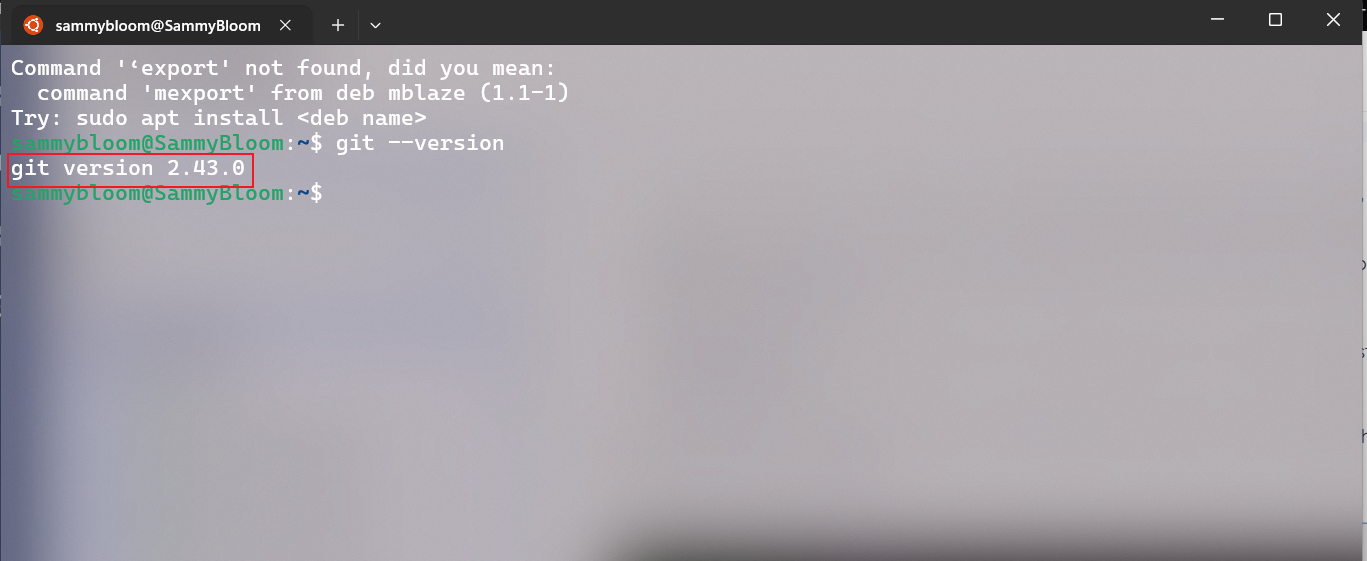 sammybloom@SammyBloom
Command '‘export' not found, did you mean:
  command 'mexport' from deb mblaze (1.1-1)
Try: sudo apt install <deb name>
sammybloom@SammyBloom:~$ git --version
git version 2.43.0
sammybloom@SammyBloom:~$